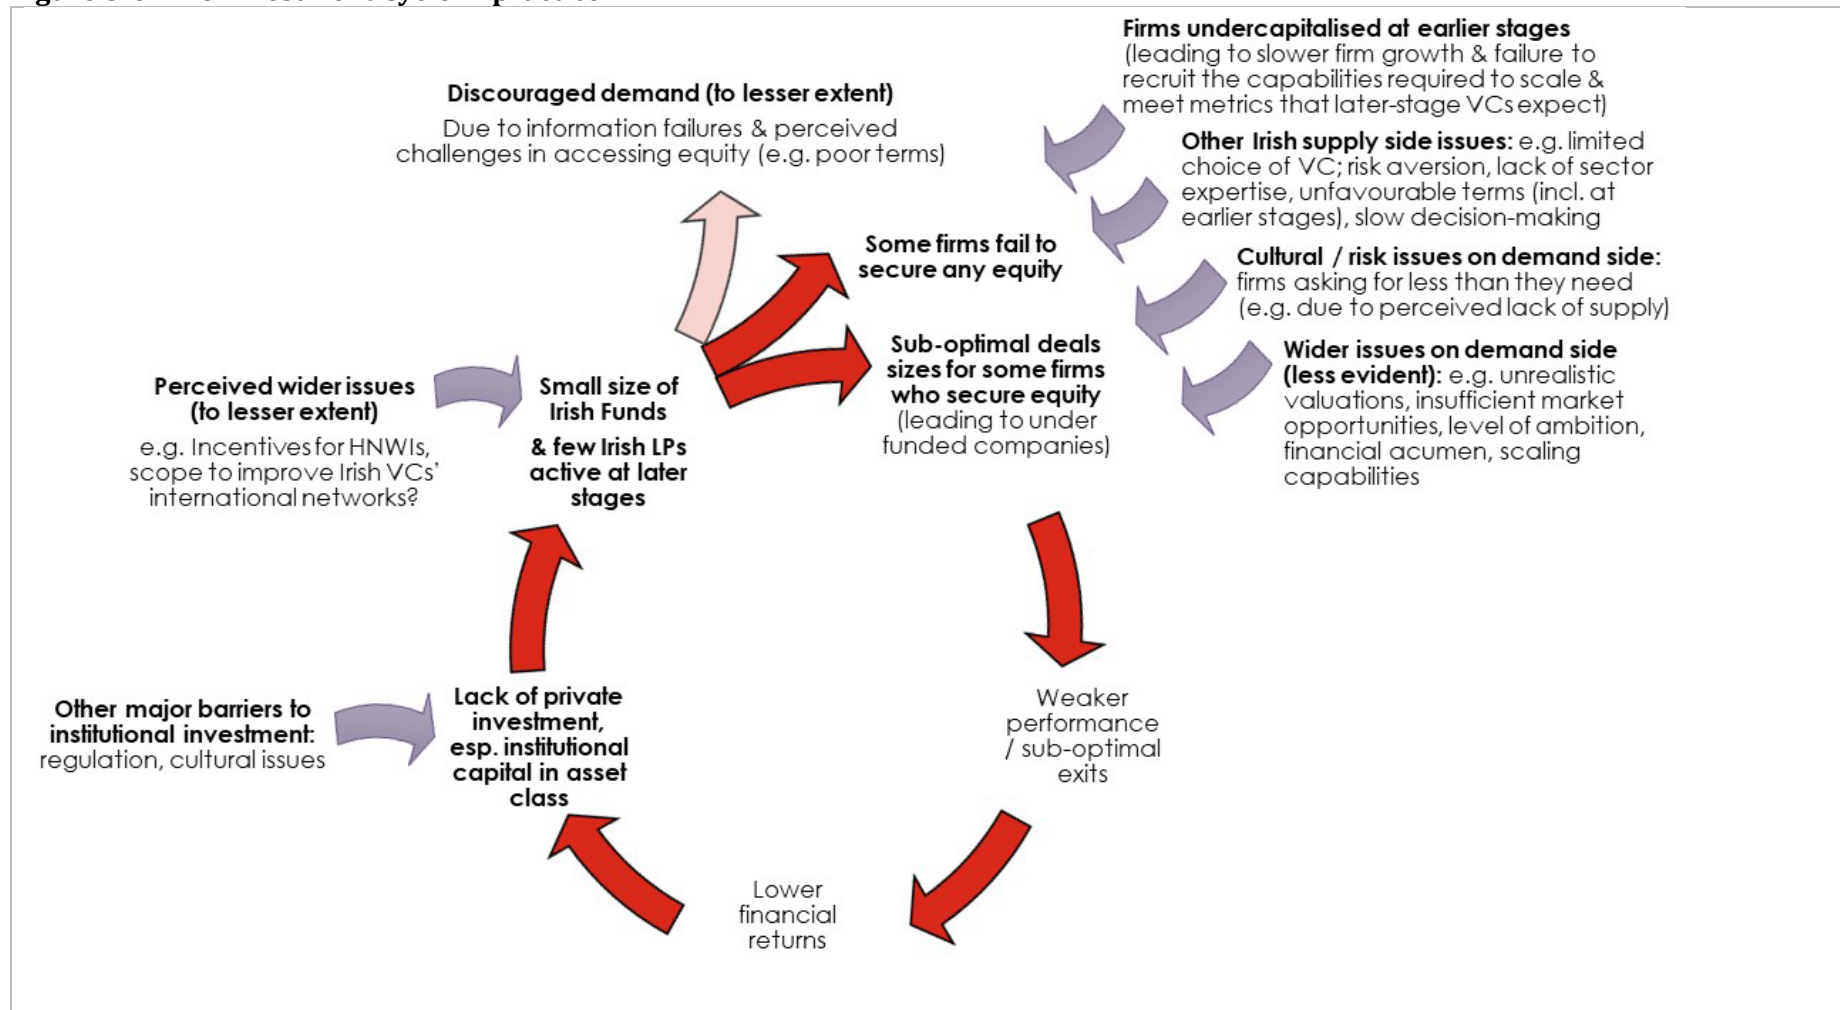 Firms undercapitalised at earlier stages
(leading to slower firm growth & failure to
recruit the capabilities required to scale &
meet metrics that later-stage VCs expect)
Discouraged demand (to lesser extent)
Due to information failures & perceived
challenges in accessing equity (e.g. poor terms)
Other Irish supply side issues: e.g. limited
choice of VC; risk aversion, lack of sector
expertise, unfavourable terms (incl. at
earlier stages), slow decision-making
Some firms fail to
secure any equity
Cultural / risk issues on demand side:
firms asking for less than they need
(e.g. due to perceived lack of supply)
Sub-optimal deals
sizes for some firms
who secure equity
(leading to under
funded companies)
Wider issues on demand side
(less evident): e.g. unrealistic
valuations, insufficient market
opportunities, level of ambition,
financial acumen, scaling
capabilities
Perceived wider issues
(to lesser extent)
e.g. Incentives for HNWIs,
scope to improve Irish VCs'
international networks?
Small size of
Irish Funds
& few Irish LPs
active at later
stages
Other major barriers to
institutional investment:
regulation, cultural issues
Lack of private
investment,
esp. institutional
capital in asset
class
Weaker
performance
/ sub-optimal
exits
Lower
financial
returns